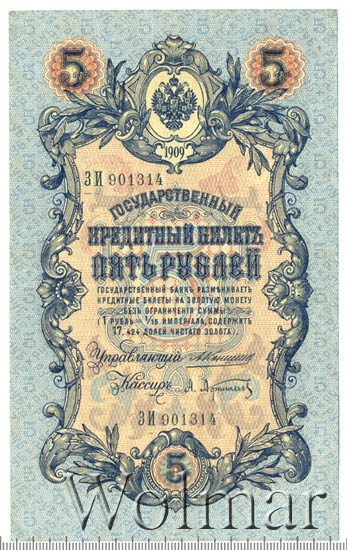 5 5
1909
ЗИ 901314
ГОСУДАРСТВЕННЫЙ
КРЕДИТНЫЙ БИЛЕТЪ
ПЯТЬ РУБЛЕЙ
ГОСУДАРСТВЕННЫЙ БАНКЪ РАЗМѢНИВАЕТЪ
КРЕДИТНЫЕ БИЛЕТЫ НА ЗОЛОТУЮ МОНЕТУ
БЕЗЪ ОГРАНИЧЕНІЯ СУММЫ
(1 РУБЛЬ = 1/15 ИМПЕРІАЛА, СОДЕРЖИТЪ
17,424 ДОЛЕЙ ЧИСТАГО ЗОЛОТА).
Управляющій
Кассиръ
ЗИ 901314
5
Wolmar